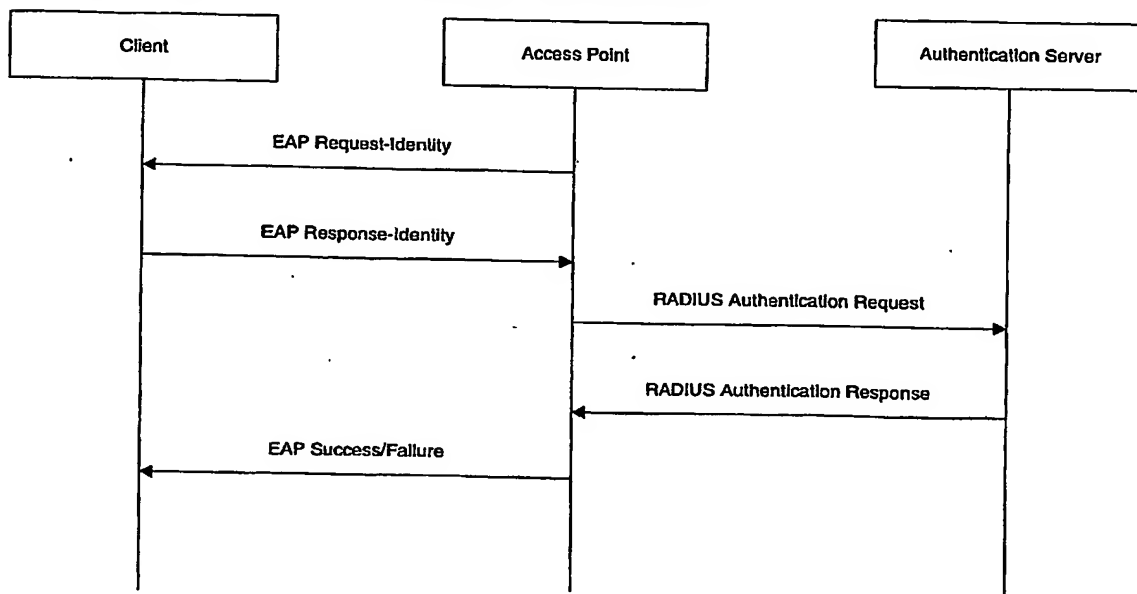 Client
Access Point
Authentication Server
EAP Request-Identity
EAP Response-Identity
RADIUS Authentication Request
RADIUS Authentication Response
EAP Success/Failure